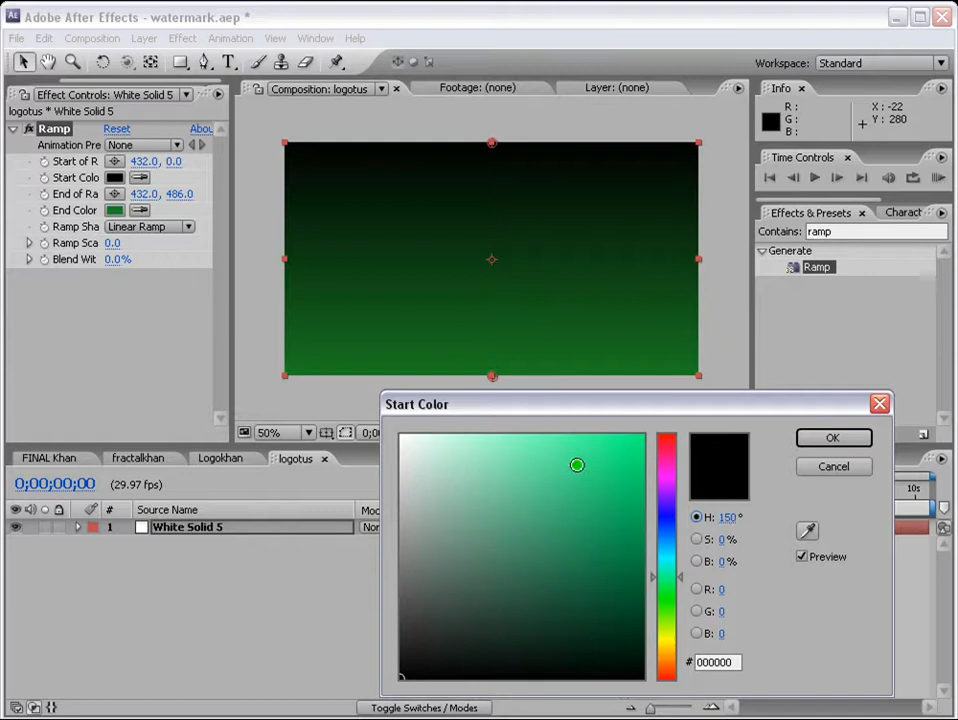 Adobe After Effects - watermark.aep *
File Edit Composition Layer Effect Animation View Window Help
Workspace: Standard
Effect Controls: White Solid 5
Composition: logotus
Footage: (none)
Layer: (none)
Info
logotus * White Solid 5
R :
G :
B :
X : -22
Y : 280
Ramp Reset Abou
Animation Pre None
Start of R 432.0, 0.0
Start Colo
End of Ra 432.0, 486.0
End Color
Ramp Sha Linear Ramp
Ramp Sca 0.0
Blend Wit 0.0%
Time Controls
Effects & Presets
Charact
Contains: ramp
Generate
Ramp
50%
Start Color
OK
Cancel
H: 150 °
S: 0 %
B: 0 %
Preview
R: 0
G: 0
B: 0
# 000000
FINAL Khan fractalkhan Logokhan logotus
0;00;00;00 (29.97 fps)
10s
# Source Name
1 White Solid 5
Toggle Switches / Modes